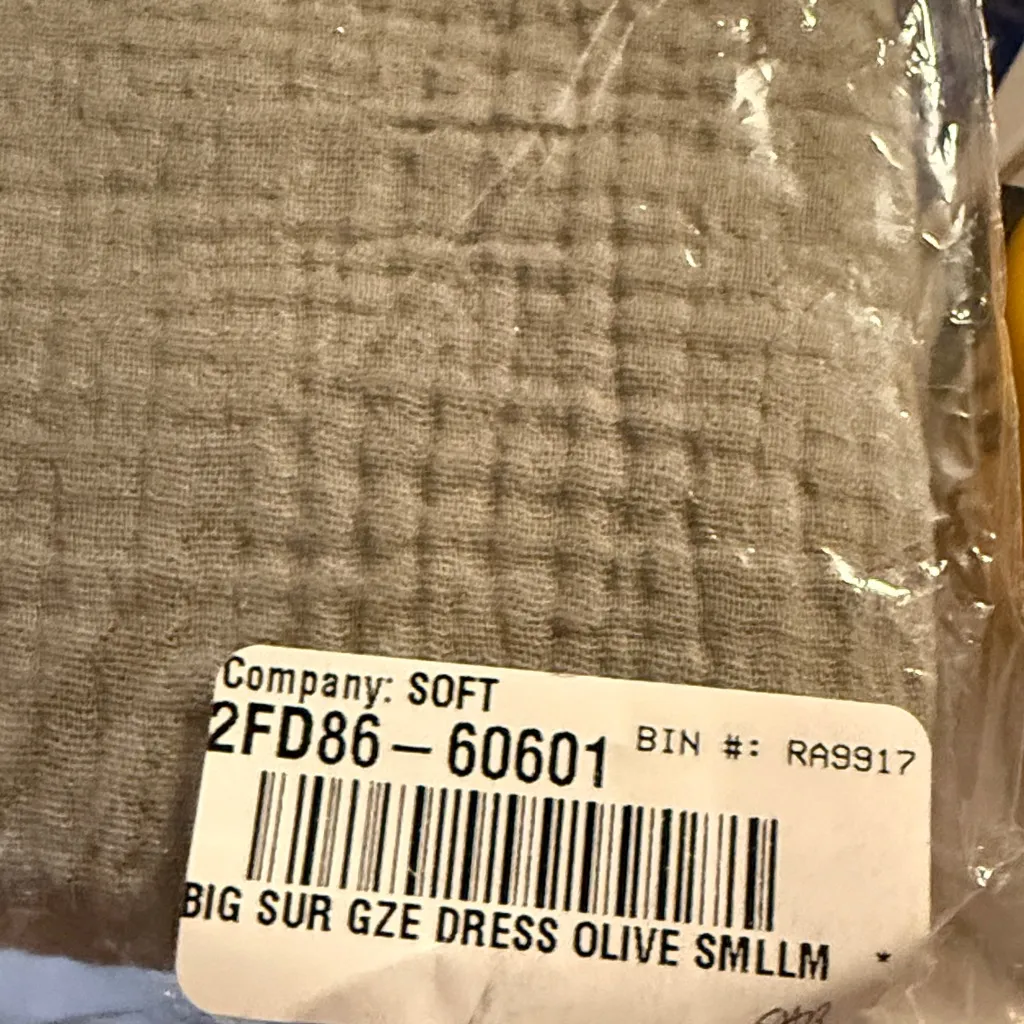 Company: SOFT
2FD86-60601 BIN #: RA9917
BIG SUR GZE DRESS OLIVE SMLLM *